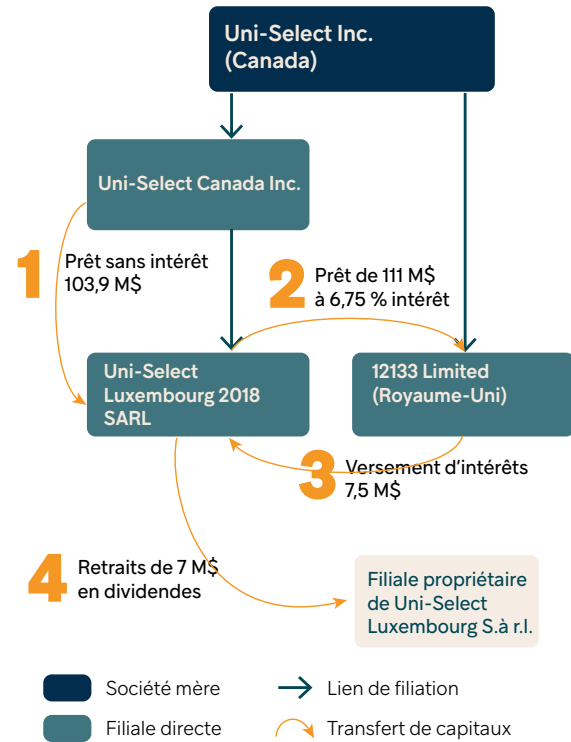 Uni-Select Inc.
(Canada)
Uni-Select Canada Inc.
1
Prêt sans intérêt
103,9 M$
2
Prêt de 111 M$
à 6,75 % intérêt
Uni-Select
Luxembourg 2018
SARL
12133 Limited
(Royaume-Uni)
3
Versement d’intérêts
7,5 M$
4
Retraits de 7 M$
en dividendes
Filiale propriétaire
de Uni-Select
Luxembourg S.à r.l.
Société mère
Lien de filiation
Filiale directe
Transfert de capitaux